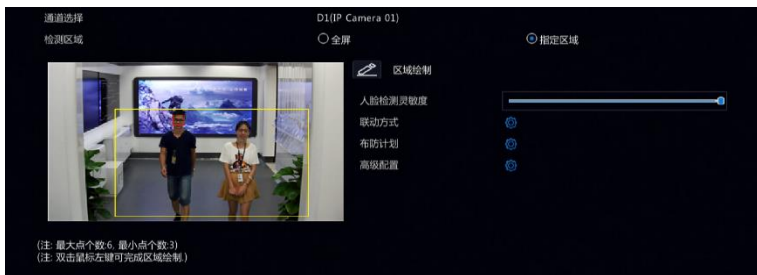 通道选择 D1(IP Camera 01)
检测区域 全屏 指定区域
区域绘制
人脸检测灵敏度
联动方式
布防计划
高级配置
(注: 最大点个数:6, 最小点个数:3)
(注: 双击鼠标左键可完成区域绘制.)